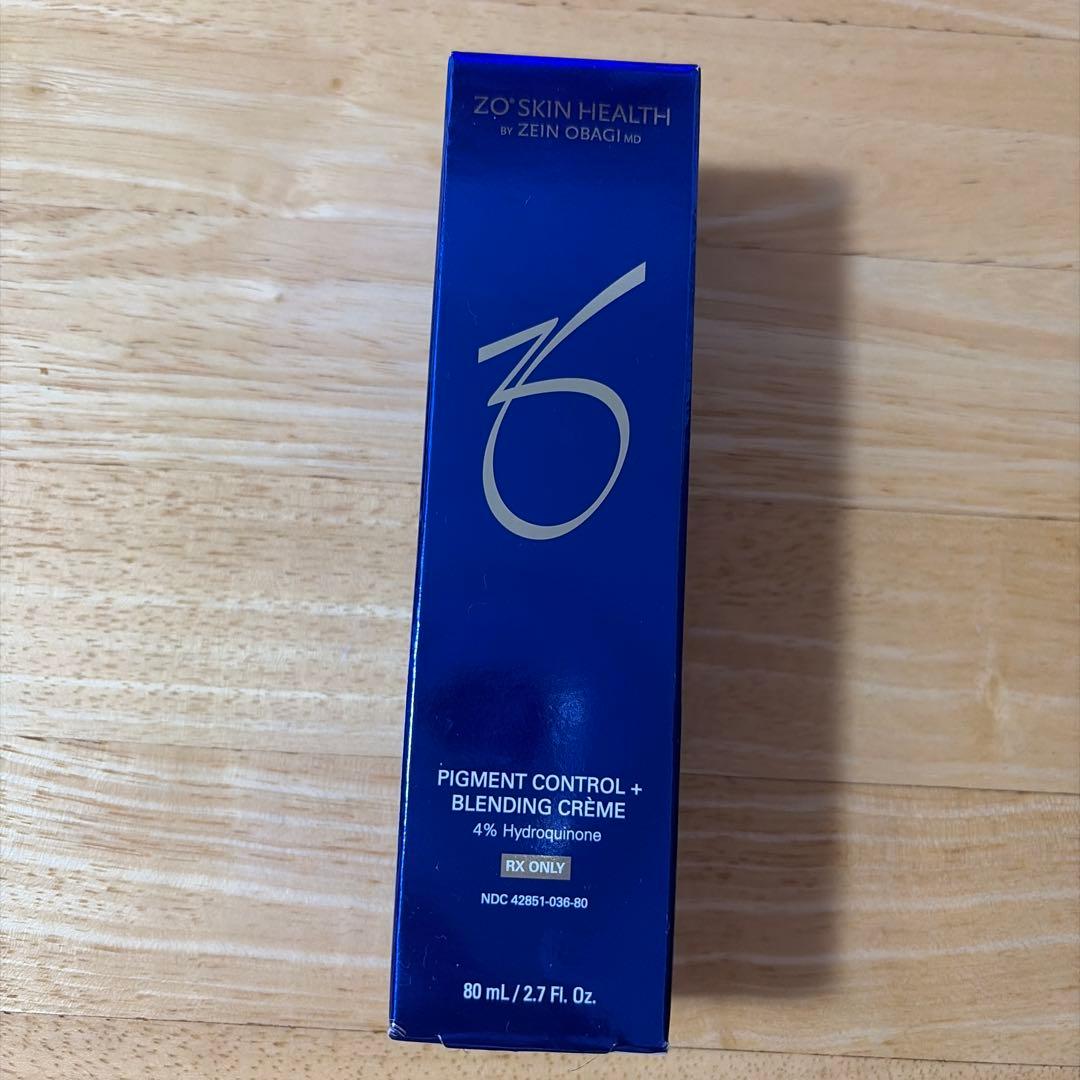 ZO® SKIN HEALTH
BY ZEIN OBAGI MD
PIGMENT CONTROL +
BLENDING CRÈME
4% Hydroquinone
RX ONLY
NDC 42851-036-80
80 mL / 2.7 Fl. Oz.